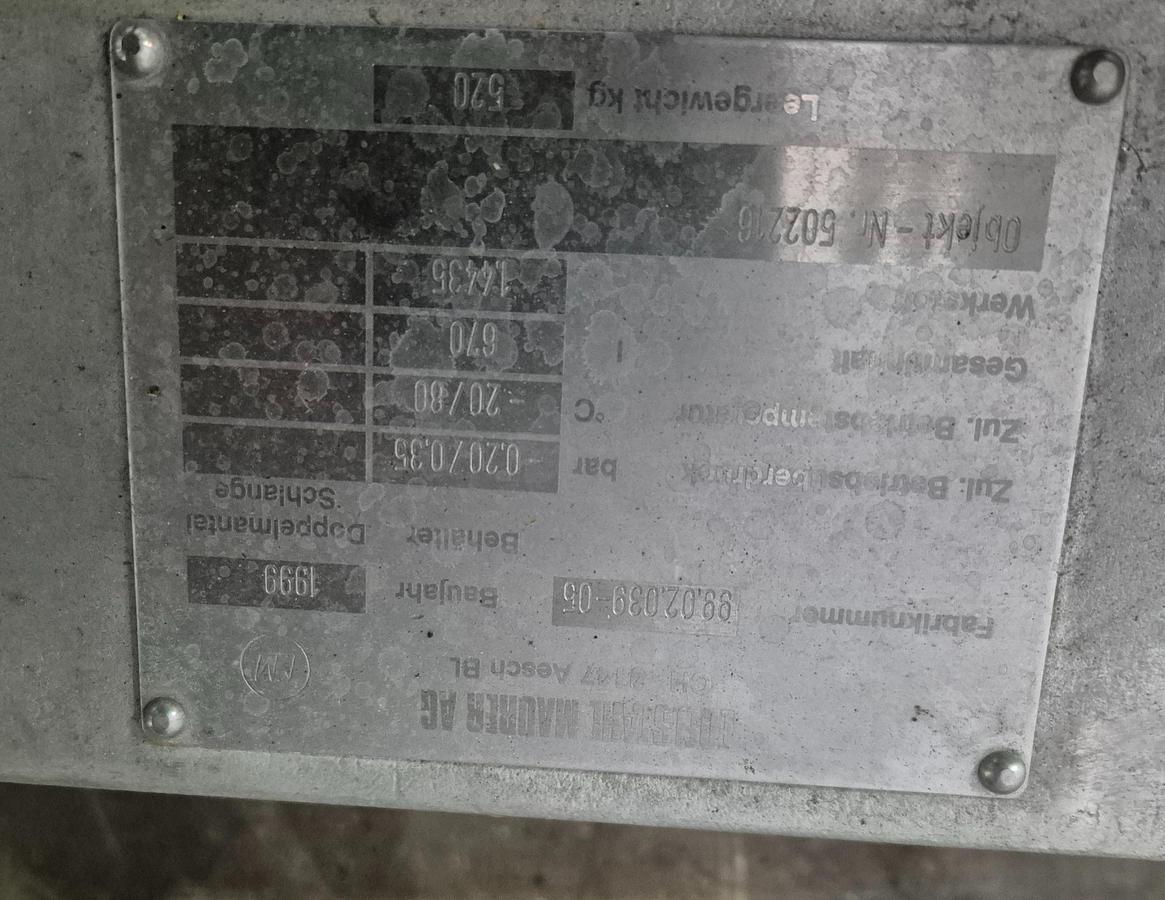 EDELSTAHL MAURER AG
CH - 4147 Aesch BL
Fabriknummer 99.02.039-05 Baujahr 1999
Behälter Doppelmantel
Schlange
Zul. Betriebsüberdruck bar -0,20/0,35
Zul. Betriebstemperatur °C -20/80
Gesamtinhalt l 670
Werkstoff 1.4435
Objekt-Nr. 502216
Leergewicht kg 520